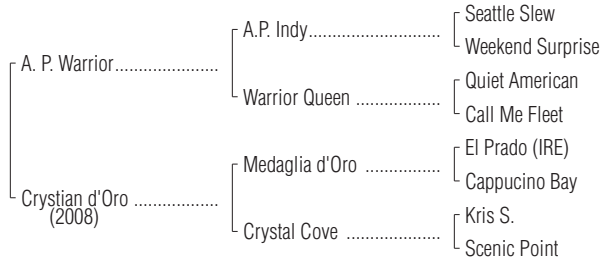 Seattle Slew
A.P. Indy
Weekend Surprise
A. P. Warrior
Quiet American
Warrior Queen
Call Me Fleet
El Prado (IRE)
Medaglia d'Oro
Cappucino Bay
Crystian d'Oro
(2008)
Kris S.
Crystal Cove
Scenic Point